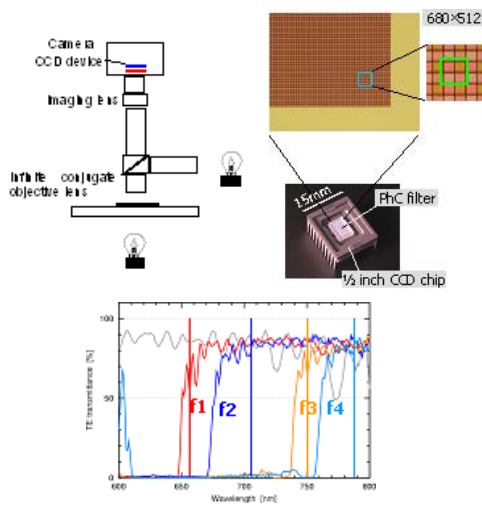 Camera
CCD device
Imaging lens
Infinite conjugate
objective lens
680×512
15mm
PhC filter
½ inch CCD chip
TE transmittance [%]
100
50
0
f1
f2
f3
f4
600
650
700
750
800
Wavelength [nm]